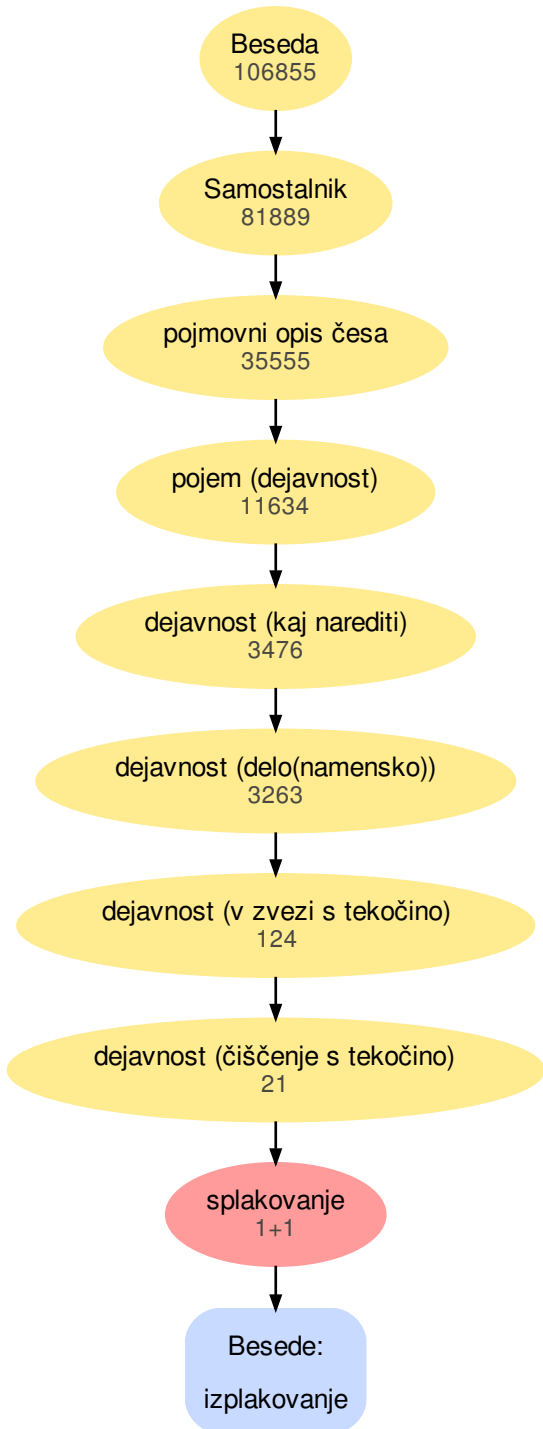 Beseda
106855
Samostalnik
81889
pojmovni opis česa
35555
pojem (dejavnost)
11634
dejavnost (kaj narediti)
3476
dejavnost (delo(namensko))
3263
dejavnost (v zvezi s tekočino)
124
dejavnost (čiščenje s tekočino)
21
splakovanje
1+1
Besede:
izplakovanje